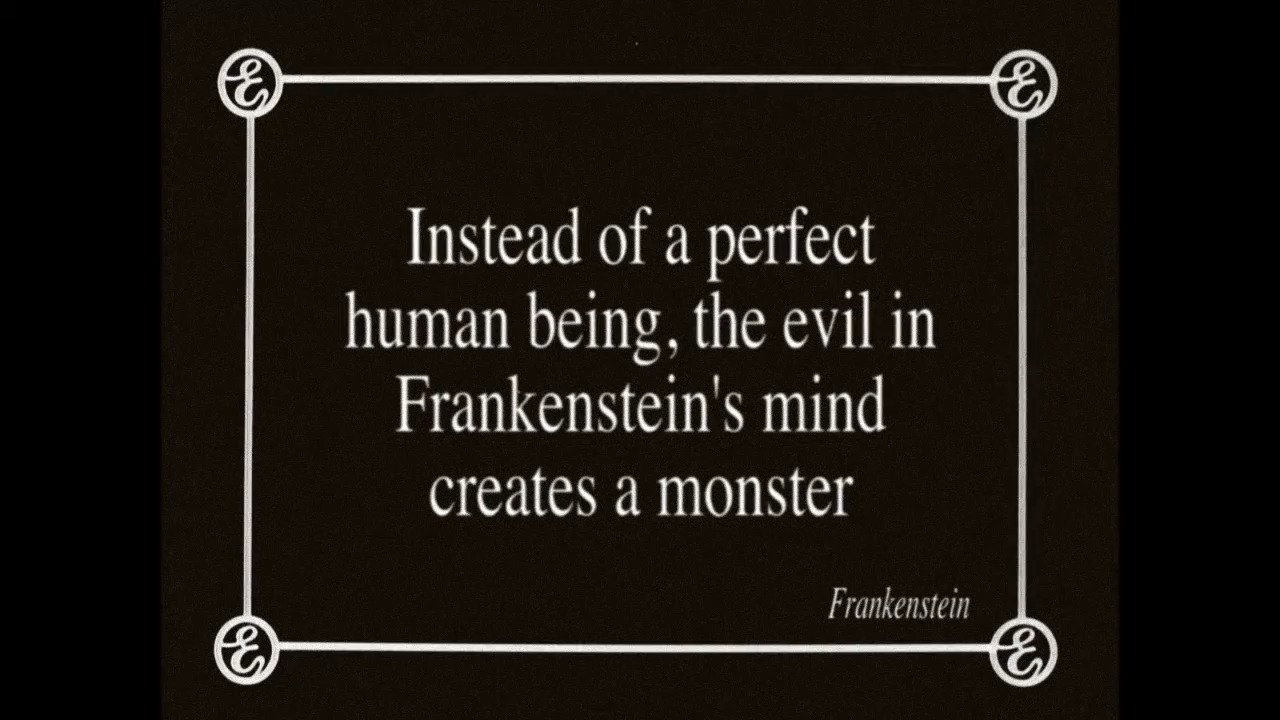 Instead of a perfect
human being, the evil in
Frankenstein's mind
creates a monster
Frankenstein
E
E
E
E